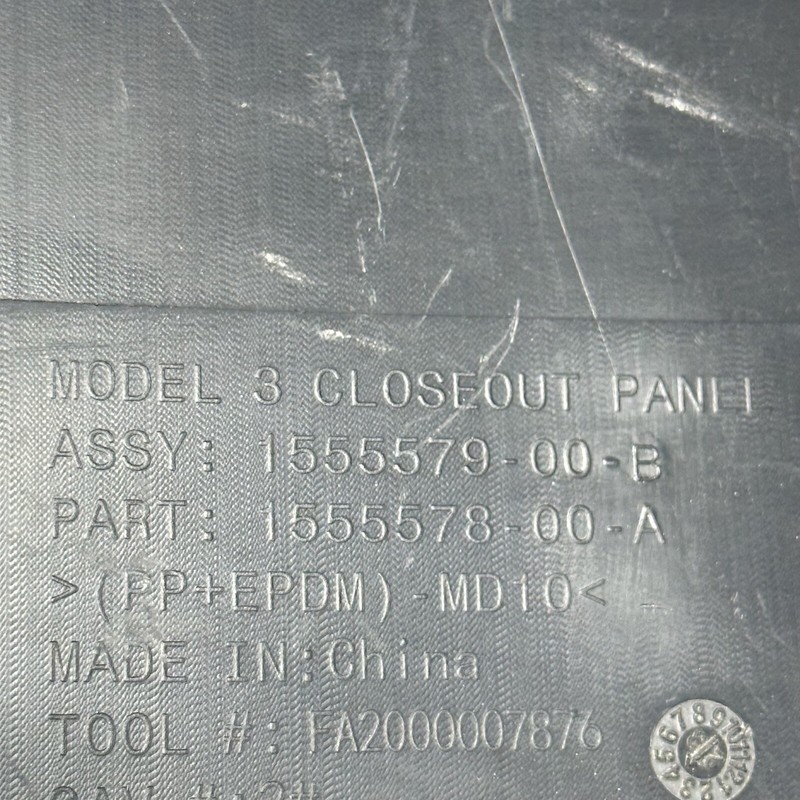 MODEL 3 CLOSEOUT PANEL
ASSY: 1555579-00-B
PART: 1555578-00-A
>(PP+EPDM)-MD10<
MADE IN:China
TOOL #: FA2000007876